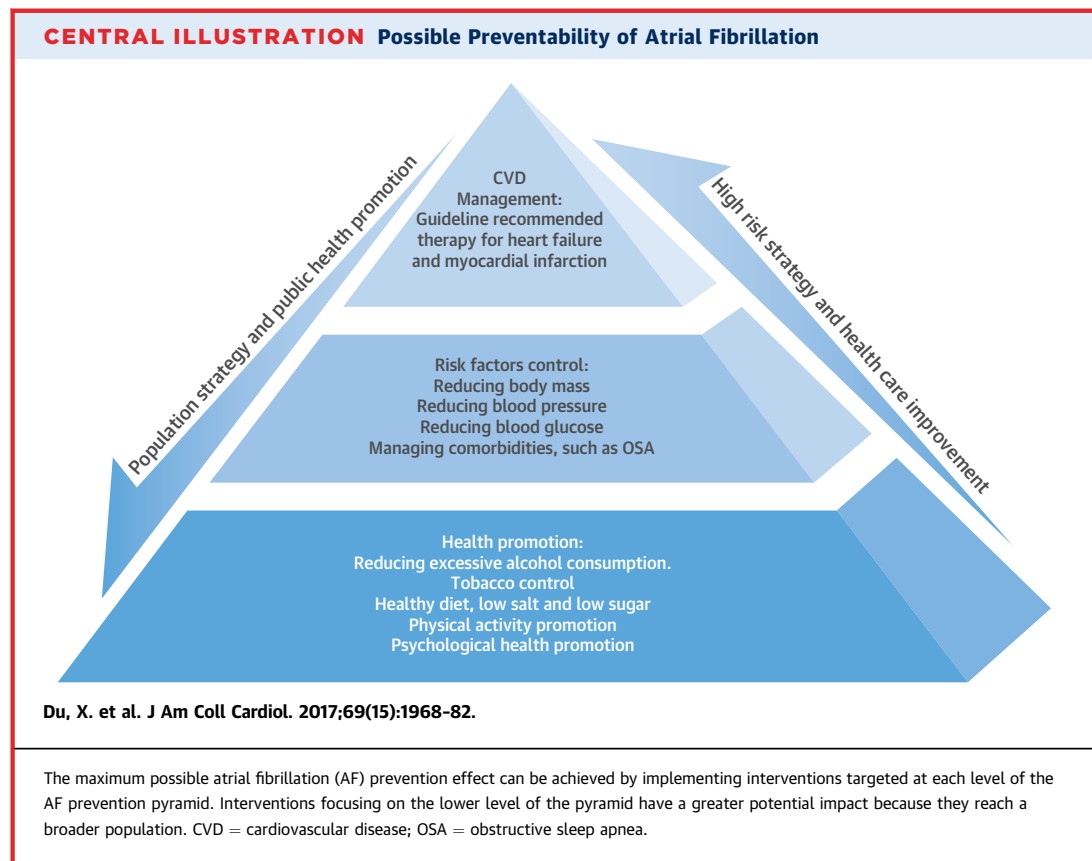 CENTRAL ILLUSTRATION Possible Preventability of Atrial Fibrillation
Population strategy and public health promotion
CVD
Management:
Guideline recommended
therapy for heart failure
and myocardial infarction
High risk strategy and health care improvement
Risk factors control:
Reducing body mass
Reducing blood pressure
Reducing blood glucose
Managing comorbidities, such as OSA
Health promotion:
Reducing excessive alcohol consumption.
Tobacco control
Healthy diet, low salt and low sugar
Physical activity promotion
Psychological health promotion
Du, X. et al. J Am Coll Cardiol. 2017;69(15):1968–82.
The maximum possible atrial fibrillation (AF) prevention effect can be achieved by implementing interventions targeted at each level of the
AF prevention pyramid. Interventions focusing on the lower level of the pyramid have a greater potential impact because they reach a
broader population. CVD = cardiovascular disease; OSA = obstructive sleep apnea.